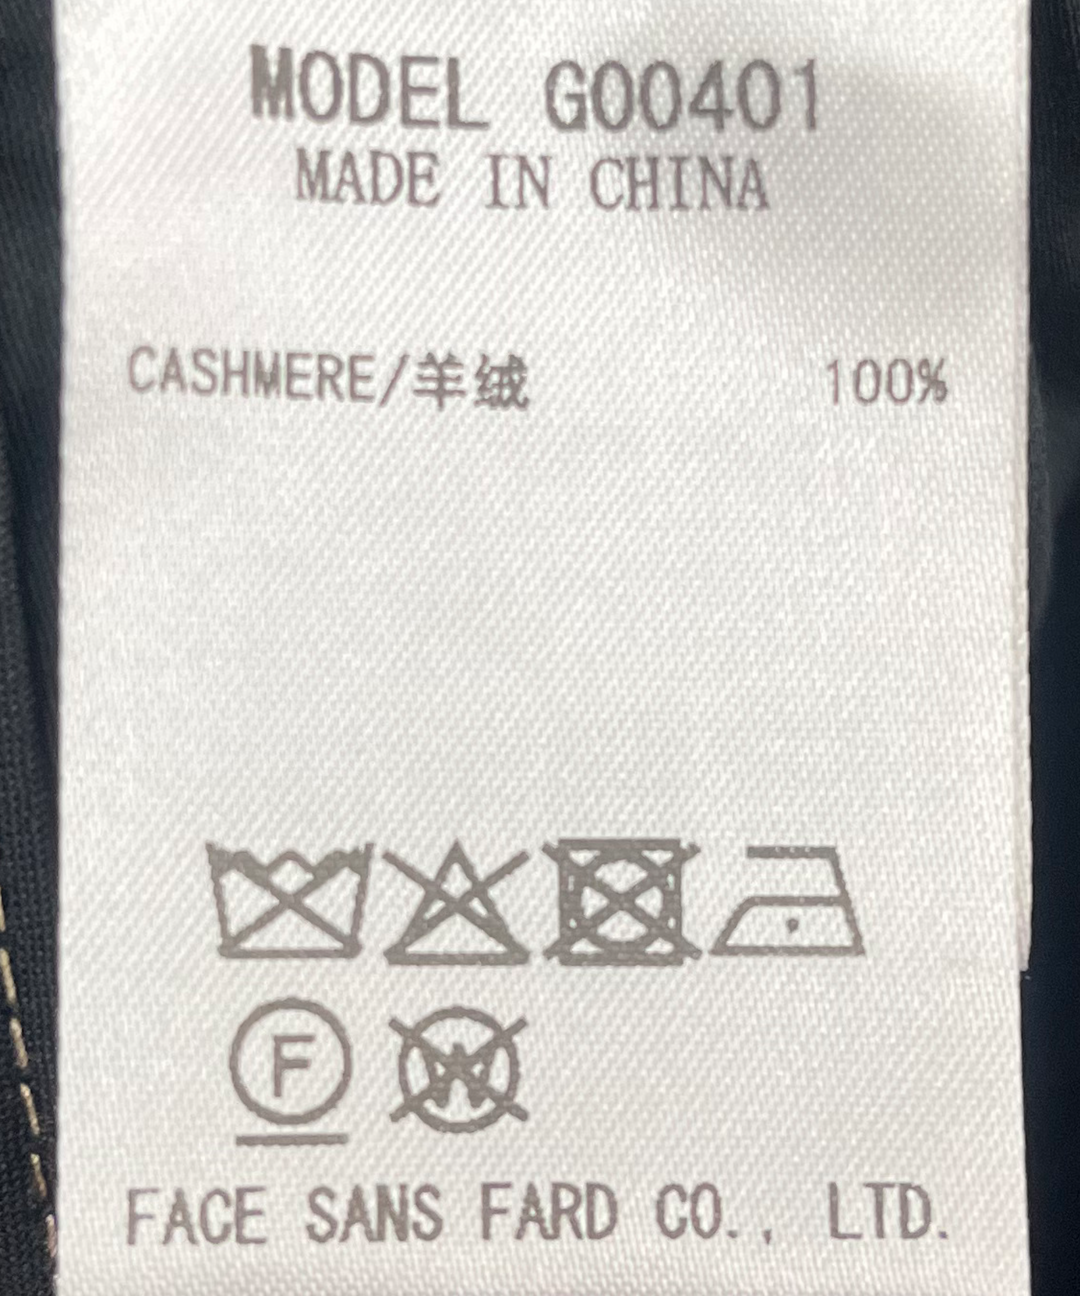 MODEL G00401
MADE IN CHINA
CASHMERE/羊绒 100%
F W
FACE SANS FARD CO., LTD.